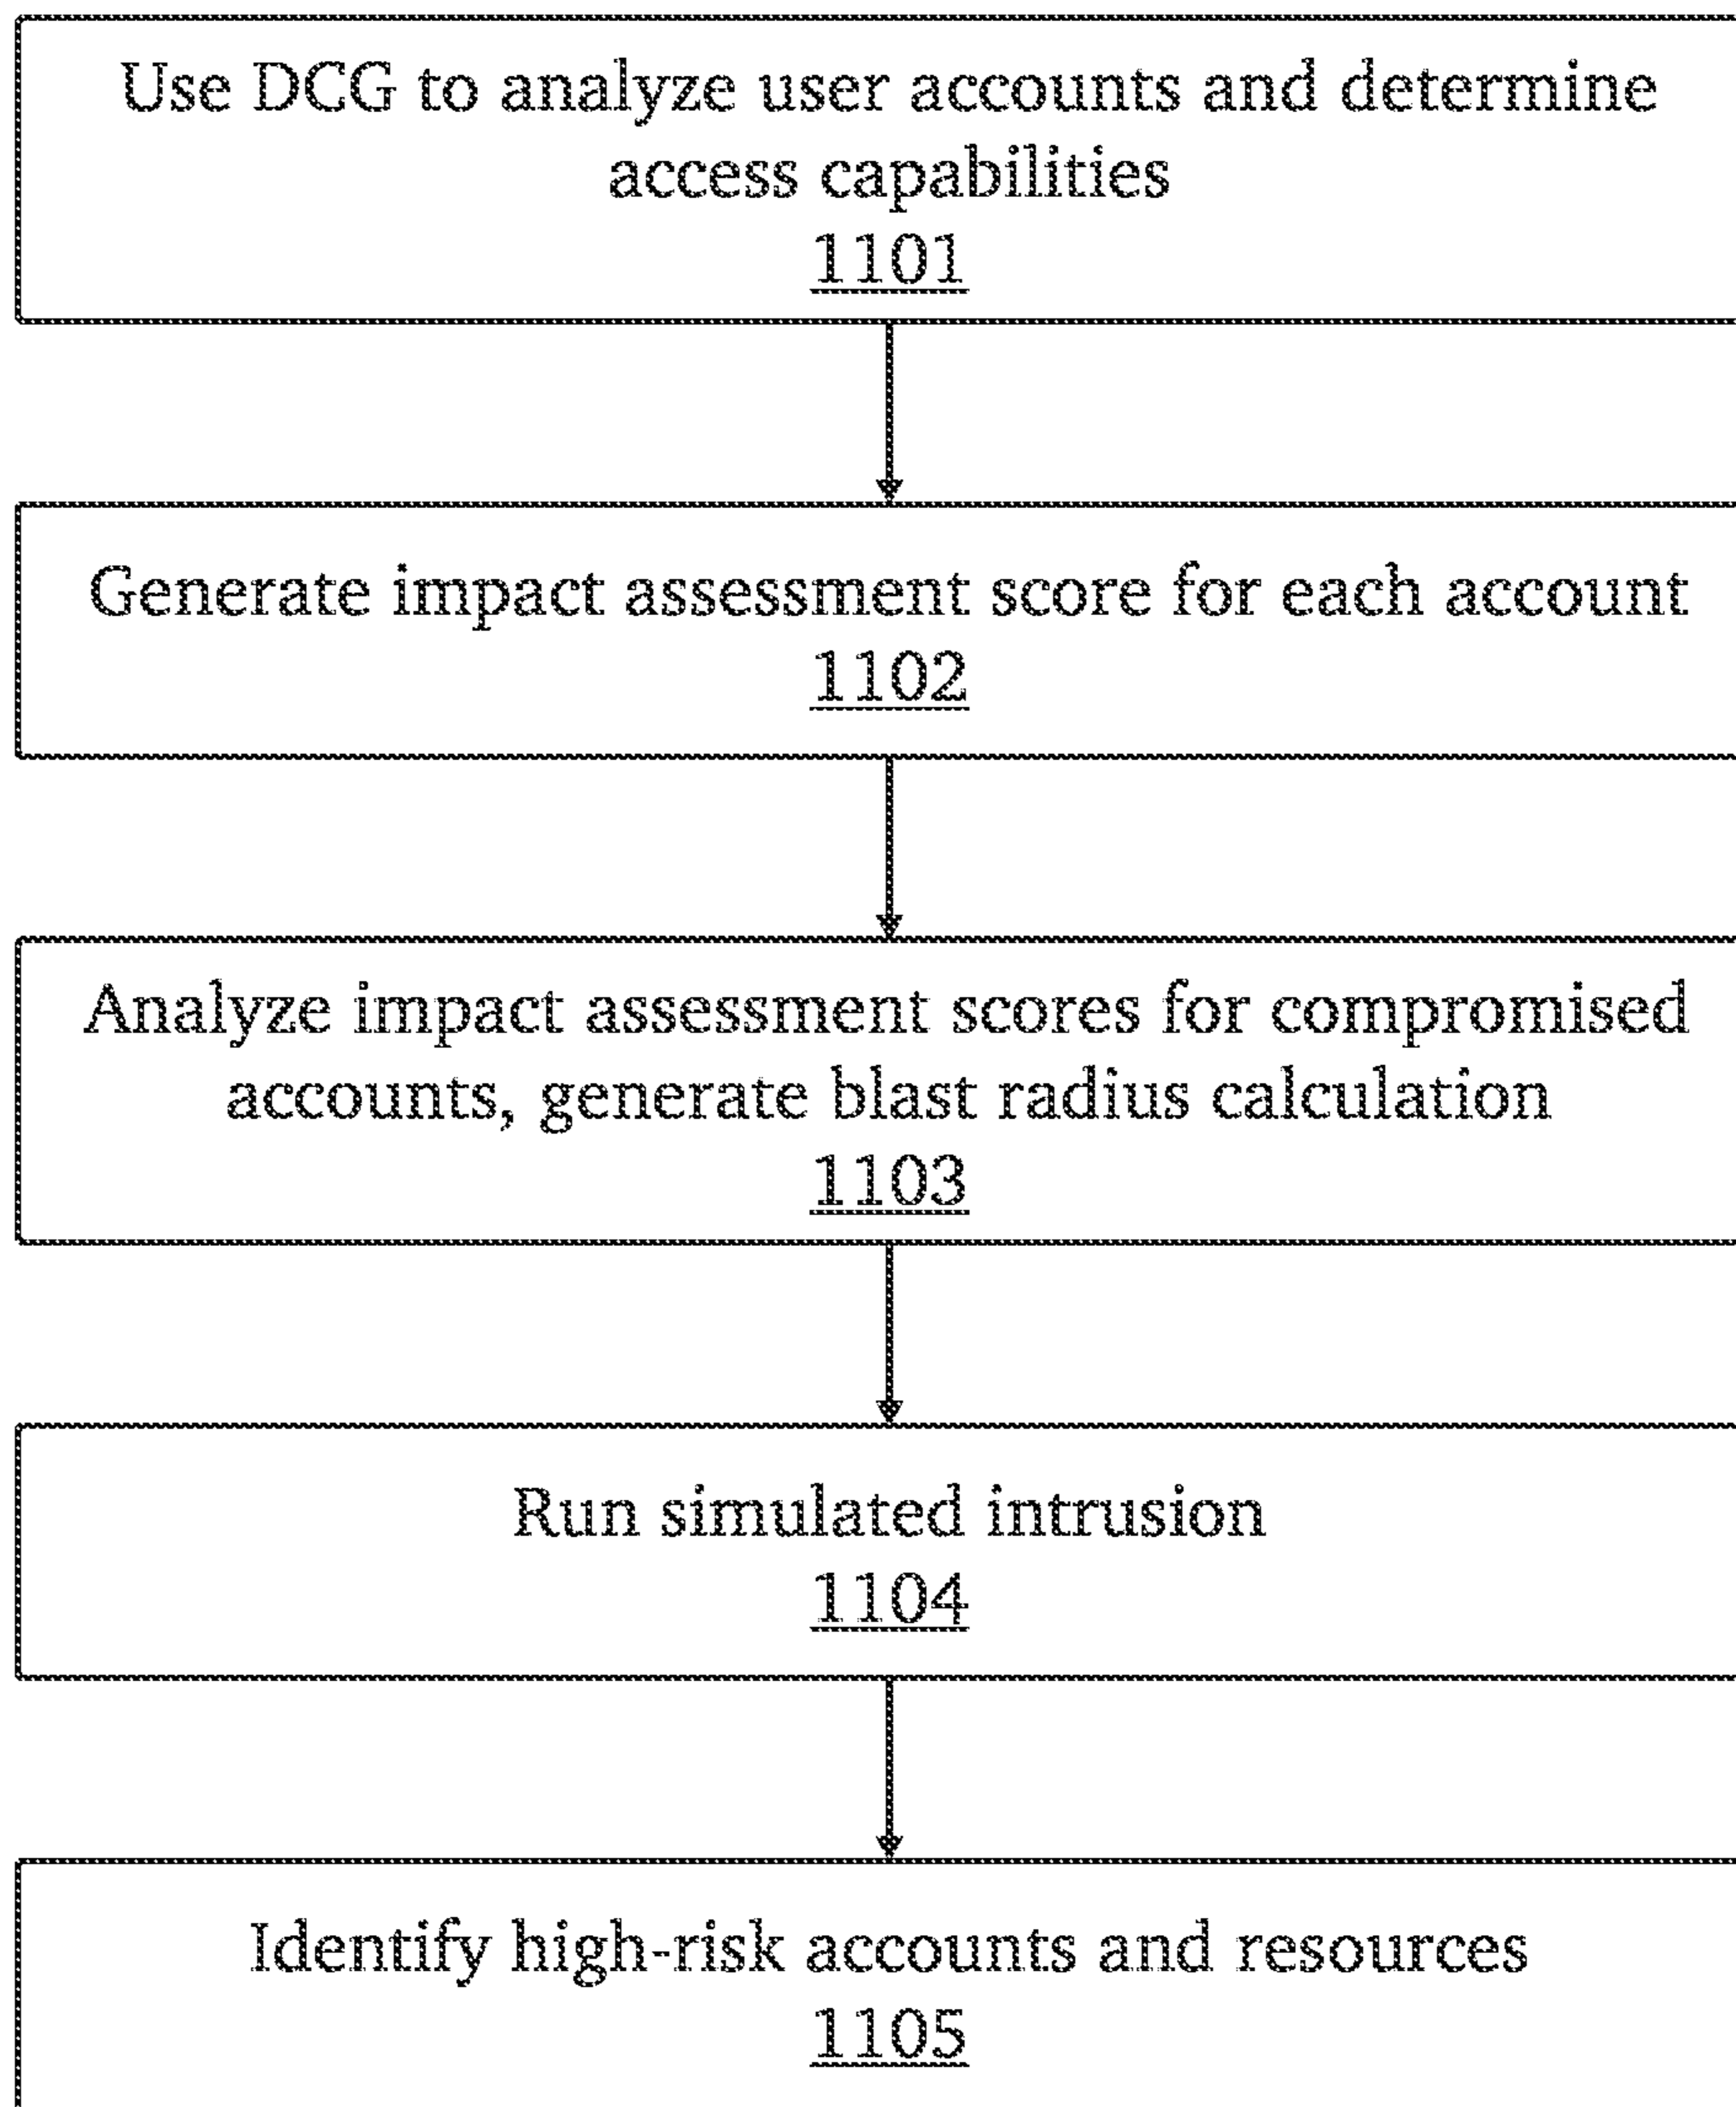 Use DCG to analyze user accounts and determine
access capabilities
1101
Generate impact assessment score for each account
1102
Analyze impact assessment scores for compromised
accounts, generate blast radius calculation
1103
Run simulated intrusion
1104
Identify high-risk accounts and resources
1105